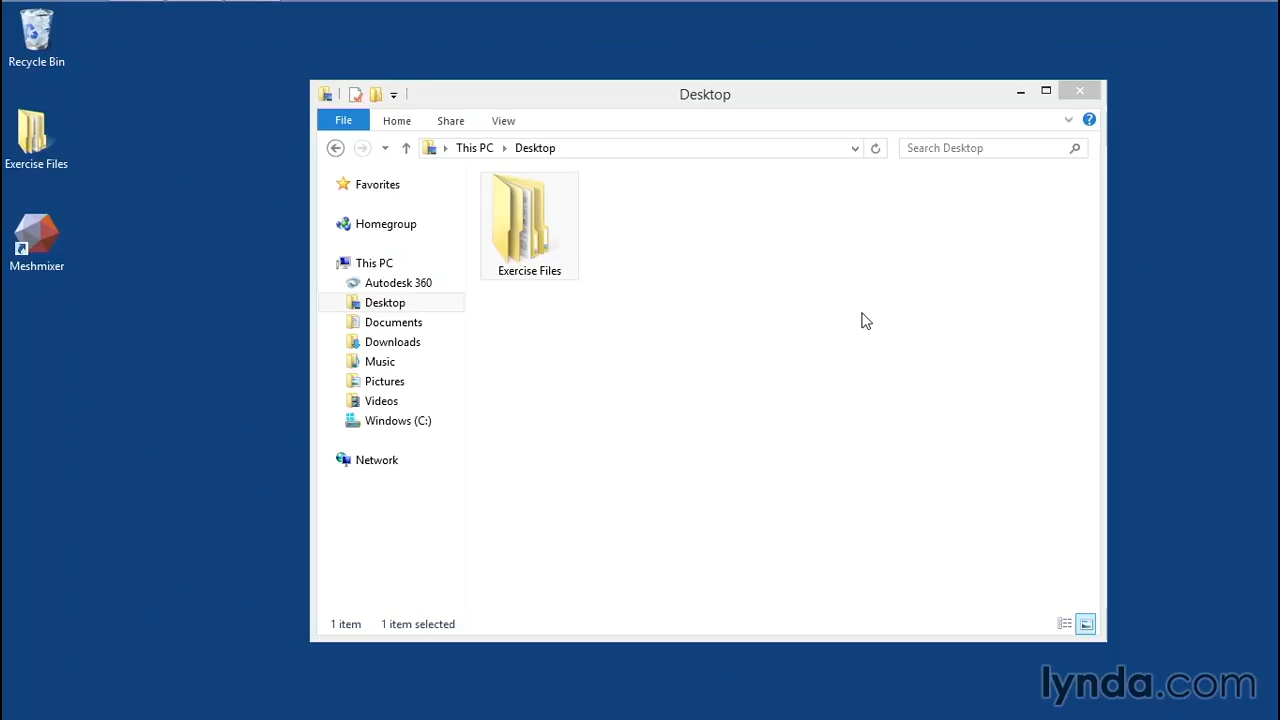 Recycle Bin
Exercise Files
Meshmixer
Desktop
File Home Share View
This PC Desktop
Search Desktop
Favorites
Homegroup
This PC
Autodesk 360
Desktop
Documents
Downloads
Music
Pictures
Videos
Windows (C:)
Network
Exercise Files
1 item 1 item selected
lynda.com